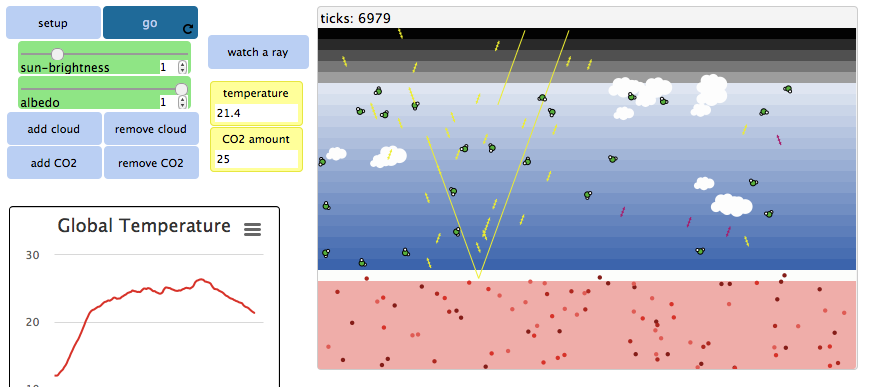 setup
go
sun-brightness 1
albedo 1
add cloud
remove cloud
add CO2
remove CO2
watch a ray
temperature
21.4
CO2 amount
25
ticks: 6979
Global Temperature
30
20
10